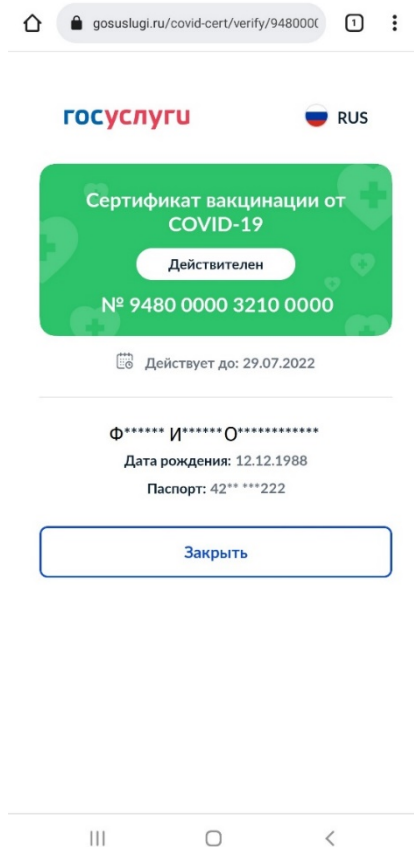 gosuslugi.ru/covid-cert/verify/9480000
1
госуслуги
RUS
Сертификат вакцинации от
COVID-19
Действителен
№ 9480 0000 3210 0000
Действует до: 29.07.2022
Ф****** И****** О************
Дата рождения: 12.12.1988
Паспорт: 42** ***222
Закрыть